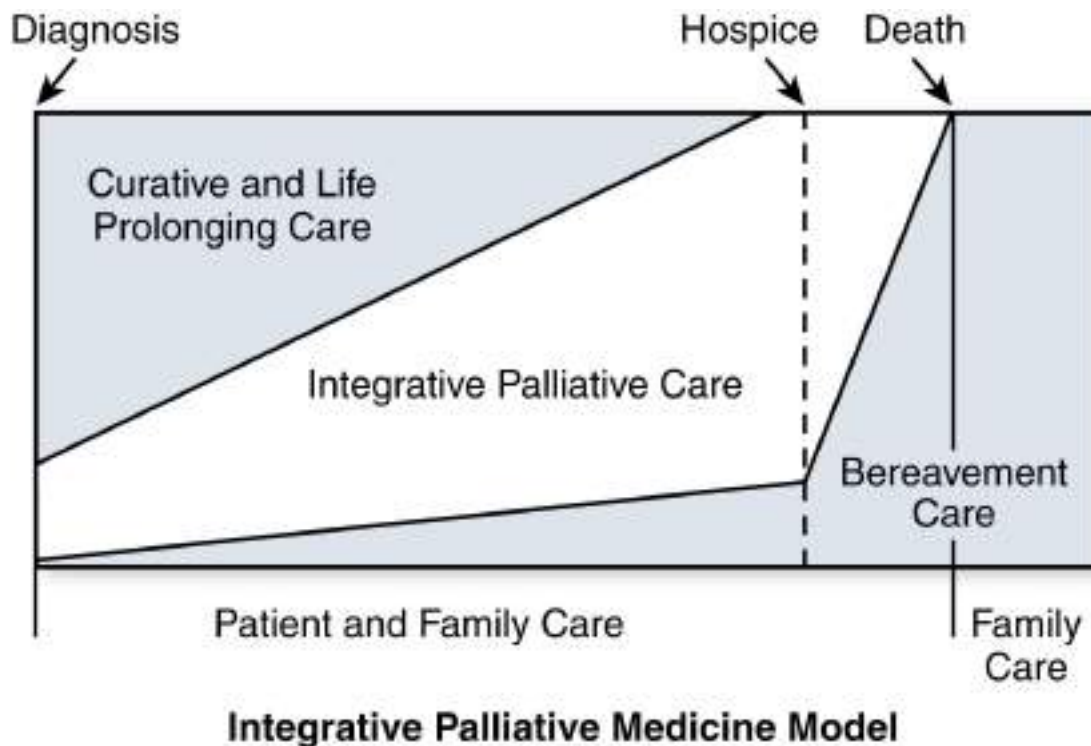 Diagnosis
Hospice
Death
Curative and Life
Prolonging Care
Integrative Palliative Care
Bereavement
Care
Patient and Family Care
Family
Care
Integrative Palliative Medicine Model